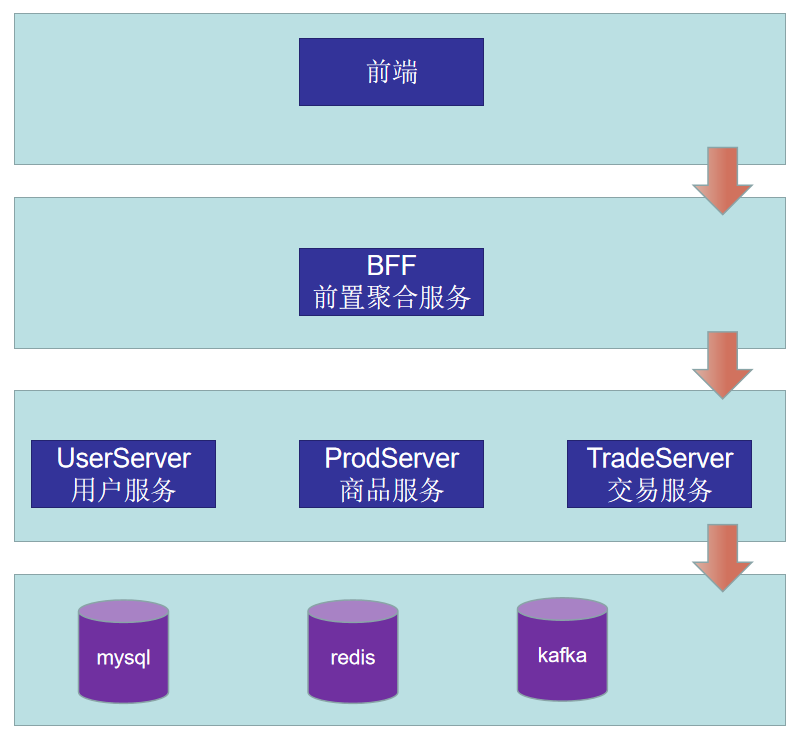 前端
BFF
前置聚合服务
UserServer
用户服务
ProdServer
商品服务
TradeServer
交易服务
mysql
redis
kafka